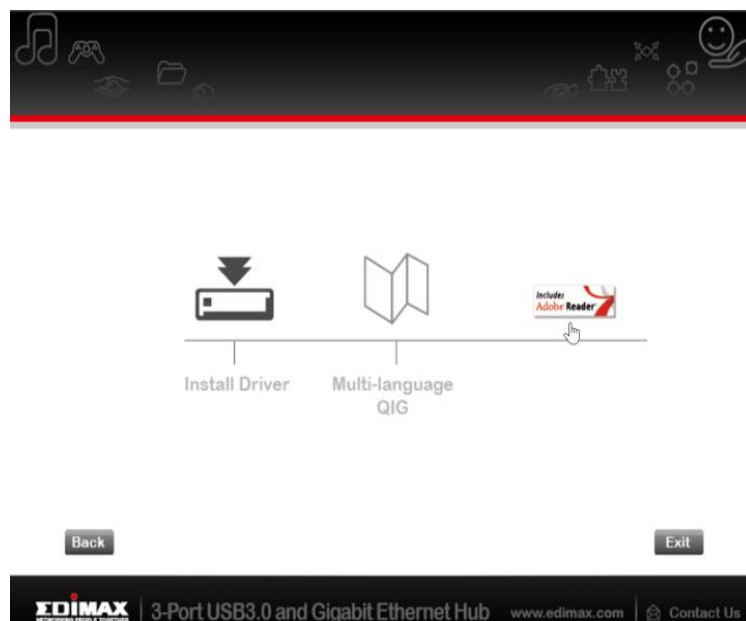 Includes
Adobe Reader
Install Driver
Multi-language
QIG
Back
Exit
EDIMAX
NETWORKING PEOPLE TOGETHER
3-Port USB3.0 and Gigabit Ethernet Hub
www.edimax.com
Contact Us